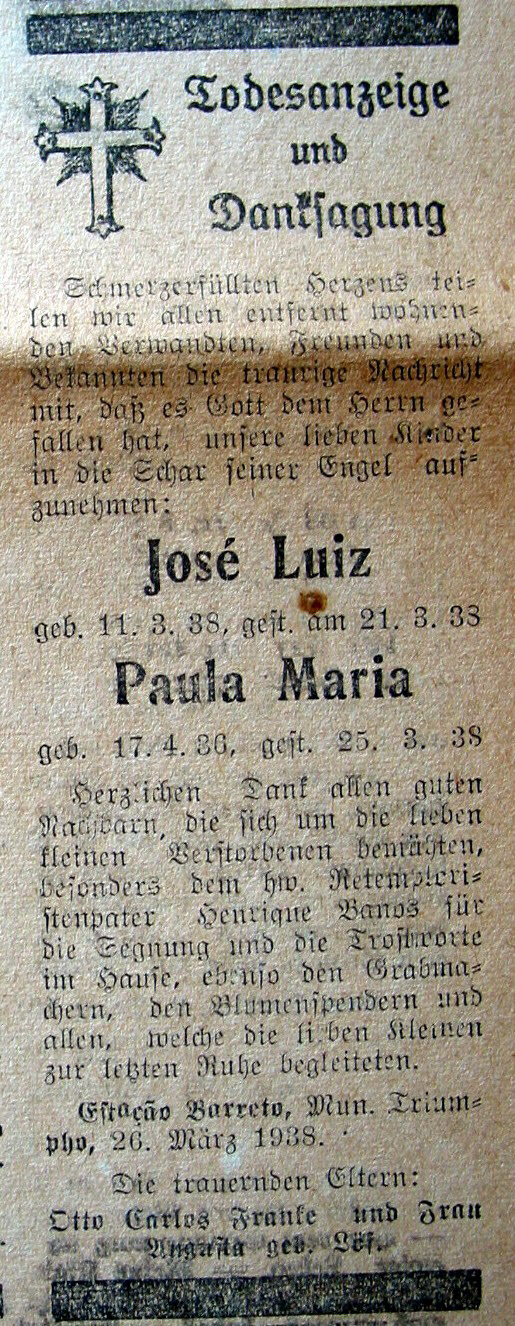 Todesanzeige
und
Danksagung
Schmerzerfüllten Herzens tei-
len wir allen entfernt wohnen-
den Verwandten, Freunden und
Bekannten die traurige Nachricht
mit, daß es Gott dem Herrn ge-
fallen hat, unsere lieben Kinder
in die Schar seiner Engel auf-
zunehmen:
José Luiz
geb. 11. 3. 38, gest. am 21. 3. 38
Paula Maria
geb. 17. 4. 36, gest. 25. 3. 38
Herzlichen Dank allen guten
Nachbarn, die sich um die lieben
kleinen Verstorbenen bemühten,
besonders dem hw. Retemptori-
stenpater Henrique Banos für
die Segnung und die Trostworte
im Hause, ebenso den Grabma-
chern, den Blumenspendern und
allen, welche die lieben Kleinen
zur letzten Ruhe begleiteten.
Estação Barreto, Mun. Trium-
pho, 26. März 1938.
Die trauernden Eltern:
Otto Carlos Franke und Frau
Augusta geb. Löf.